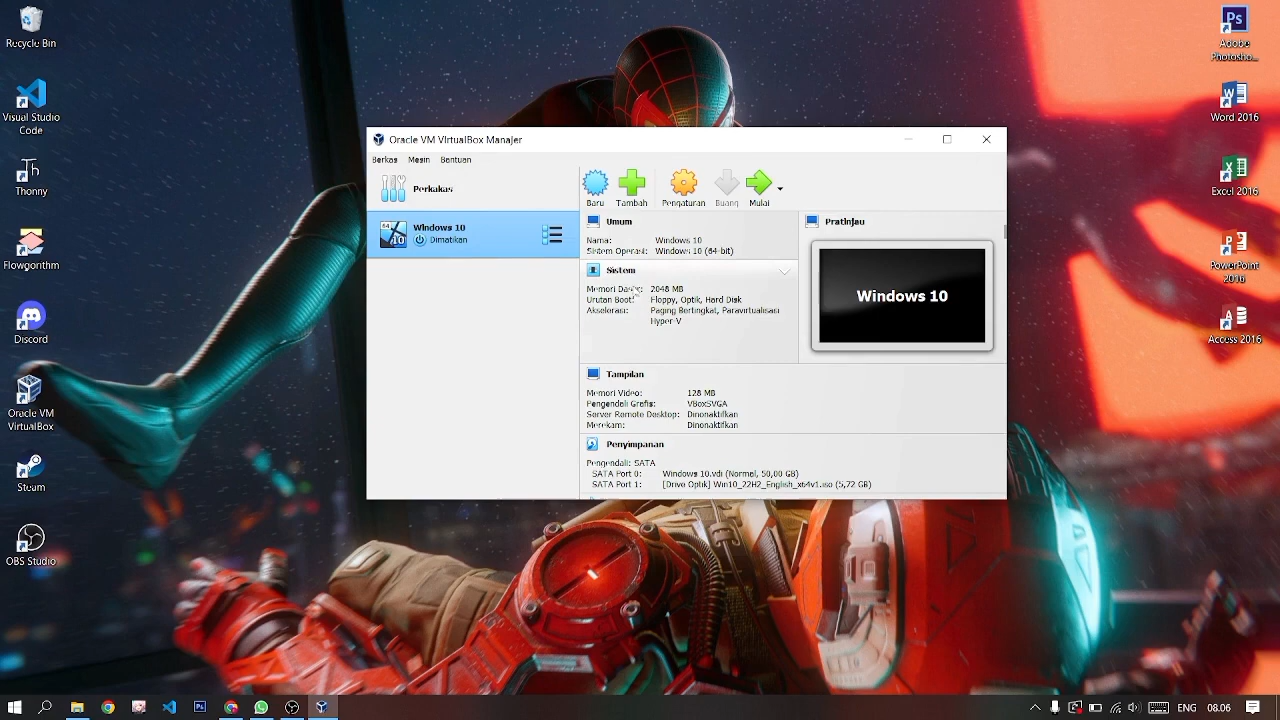 Recycle Bin
Adobe
Photosho...
Word 2016
Thonny
Excel 2016
PowerPoint
2016
Discord
Access 2016
Oracle VM
VirtualBox
Steam
OBS Studio
Oracle VM VirtualBox Manajer
Berkas Mesin Bantuan
Perkakas
Baru Tambah Pengaturan Buang Mulai
Windows 10
Dimatikan
Umum
Nama: Windows 10
Sistem Operasi: Windows 10 (64-bit)
Pratinjau
Windows 10
Sistem
Memori Dasar: 2048 MB
Urutan Boot: Floppy, Optik, Hard Disk
Akselerasi: Paging Bertingkat, Paravirtualisasi
Hyper-V
Tampilan
Memori Video: 128 MB
Pengendali Grafis: VBoxSVGA
Server Remote Desktop: Dinonaktifkan
Merekam: Dinonaktifkan
Penyimpanan
Pengendali: SATA
SATA Port 0: Windows 10.vdi (Normal, 50,00 GB)
SATA Port 1: [Drive Optik] Win10_22H2_English_x64v1.iso (5,72 GB)
ENG 08.06